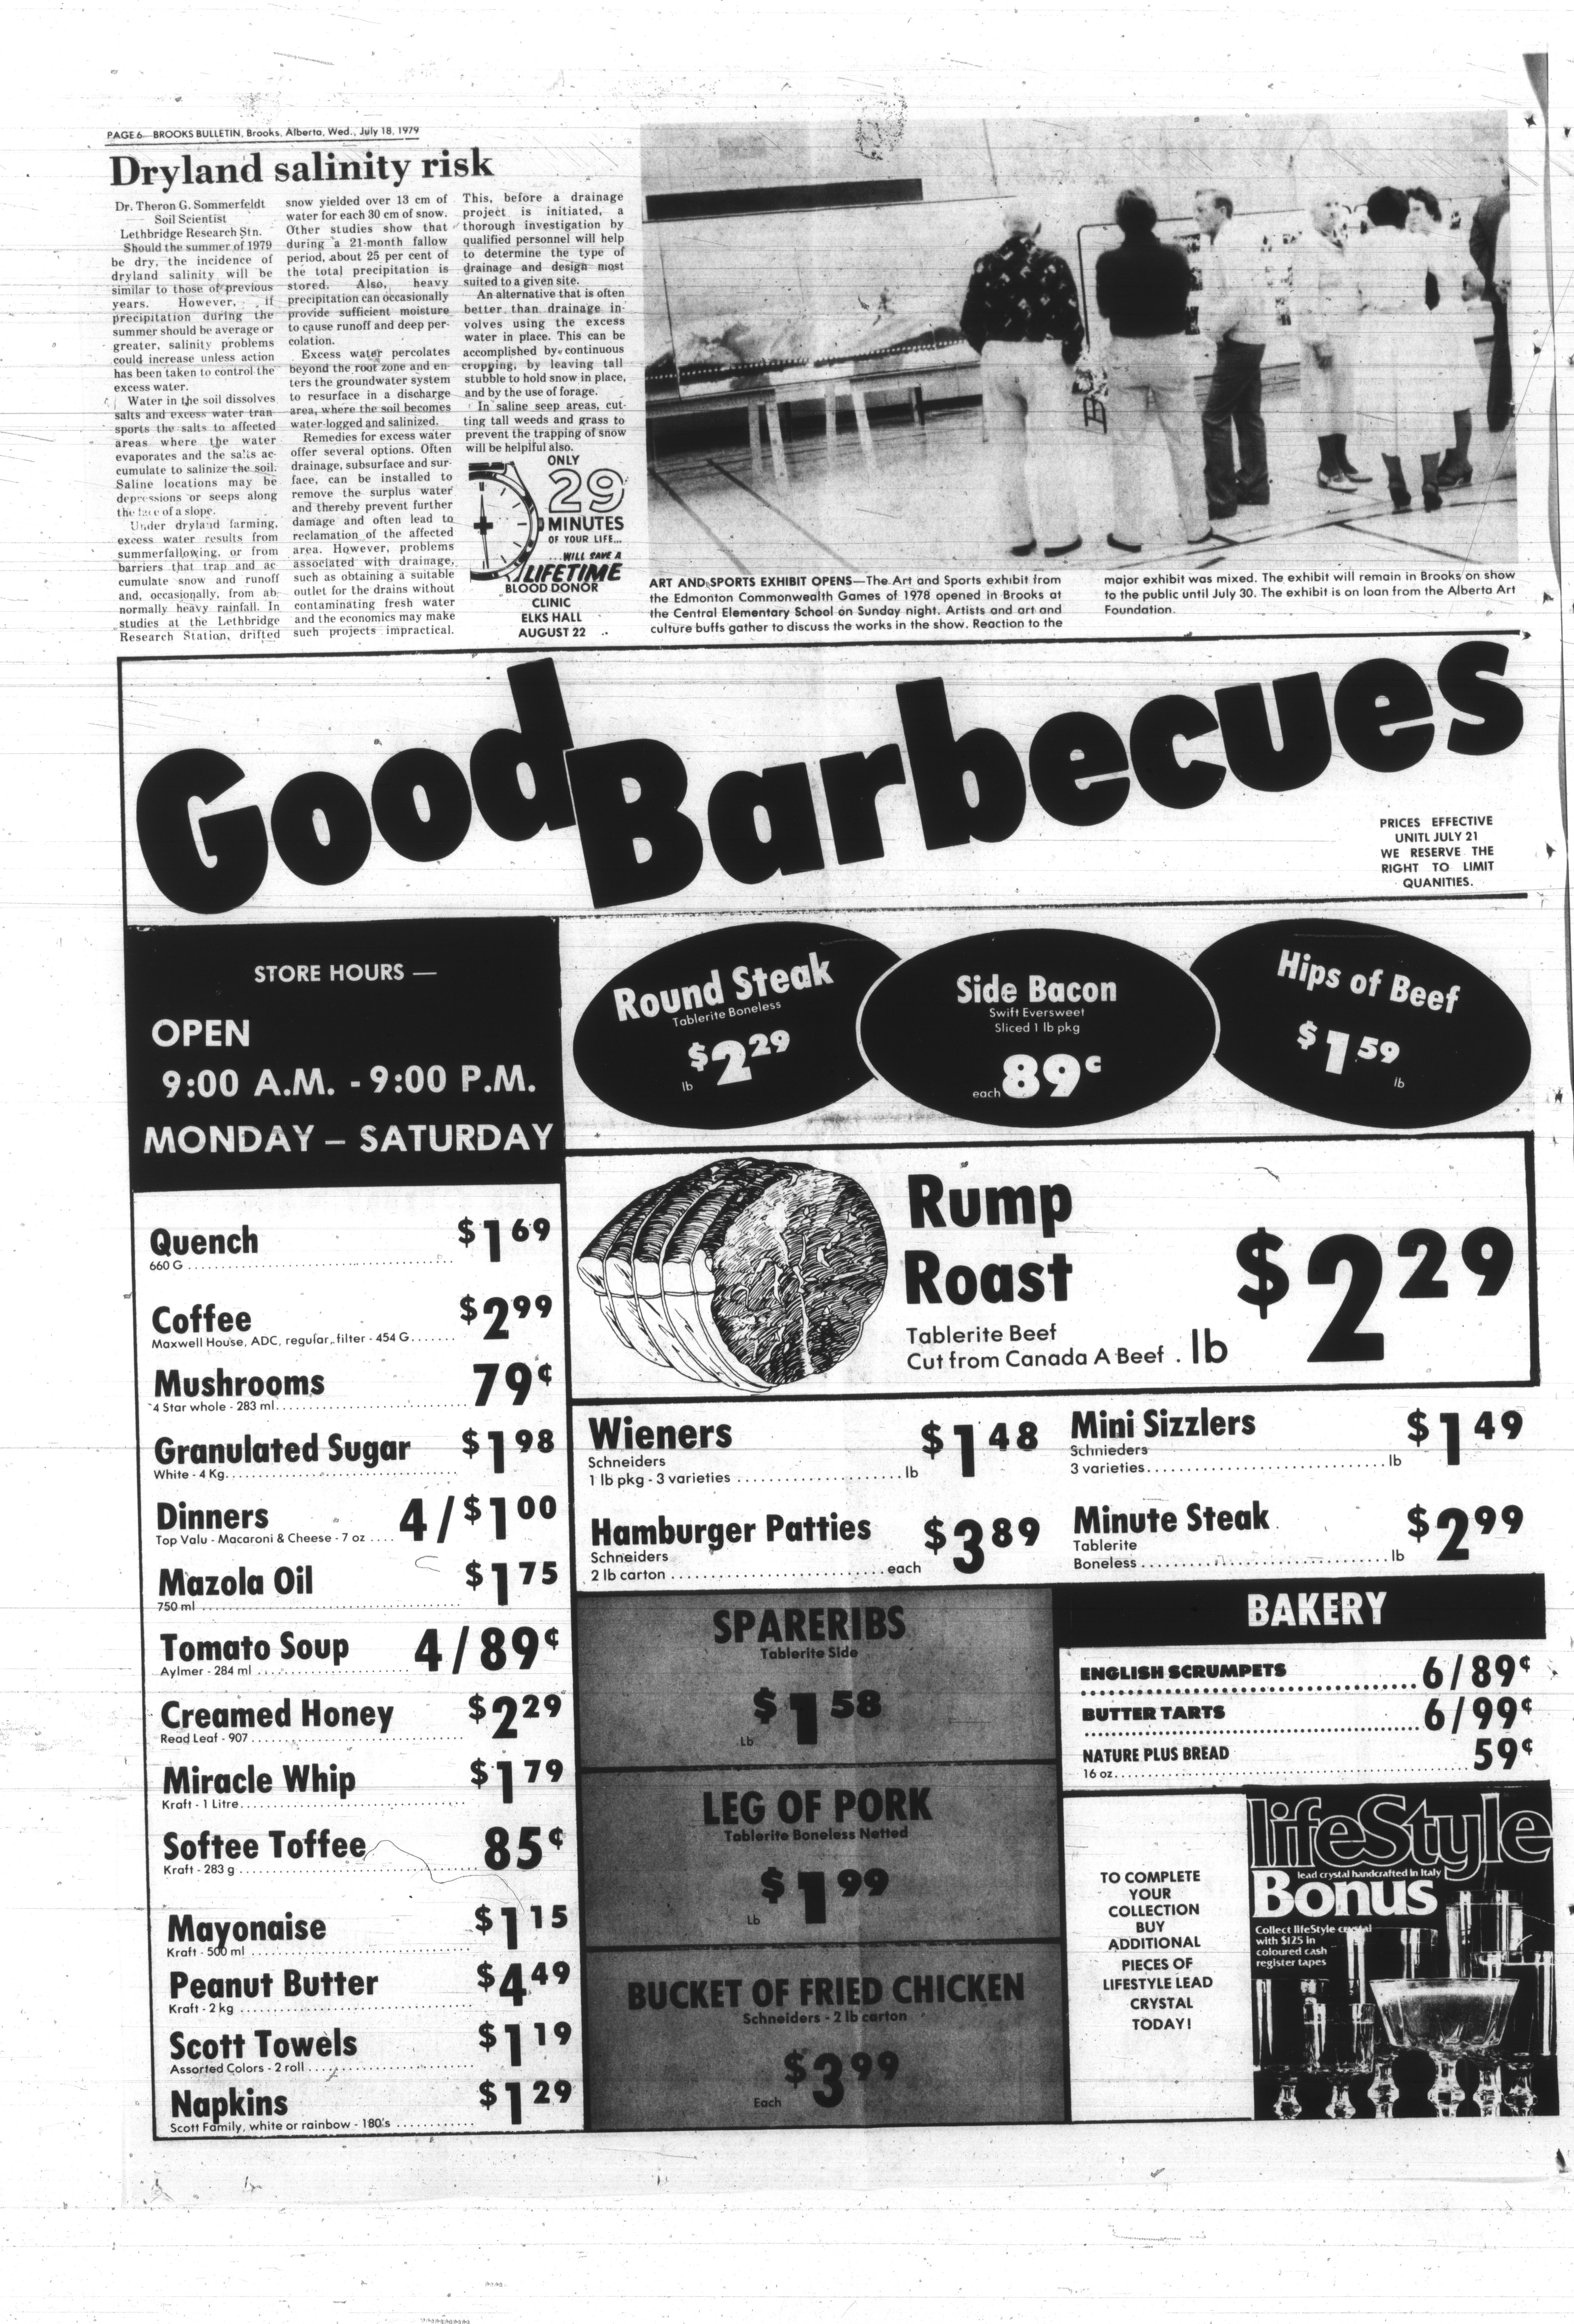 PAGE 6 BROOKS BULLETIN, Brooks, Alberta, Wed., July 18, 1979
Dryland salinity risk
Dr. Theron G. Sommerfeldt
Soil Scientist
Lethbridge Research Stn.
Should the summer of 1979
be dry, the incidence of
dryland salinity will be
similar to those of previous
years. However, if
precipitation during the
summer should be average or
greater, salinity problems
could increase unless action
has been taken to control the
excess water.
Water in the soil dissolves
salts and excess water tran
sports the salts to affected
areas where the water
evaporates and the salts ac-
cumulate to salinize the soil.
Saline locations may be
depressions or seeps along
the face of a slope.
Under dryland farming,
excess water results from
summerfallowing, or from
barriers that trap and ac
cumulate snow and runoff
and, occasionally, from ab-
normally heavy rainfall. In
studies at the Lethbridge
Research Station, drifted
snow yielded over 13 cm of
water for each 30 cm of snow.
Other studies show that
during a 21-month fallow
period, about 25 per cent of
the total precipitation is
stored. Also, heavy
precipitation can occasionally
provide sufficient moisture
to cause runoff and deep per-
colation.
Excess water percolates
beyond the root zone and en-
ters the groundwater system
to resurface in a discharge
area, where the soil becomes
water-logged and salinized.
Remedies for excess water
offer several options. Often
drainage, subsurface and sur-
face, can be installed to
remove the surplus water
and thereby prevent further
damage and often lead to
reclamation of the affected
area. However, problems
associated with drainage,
such as obtaining a suitable
outlet for the drains without
contaminating fresh water
and the economics may make
such projects impractical.
This, before a drainage
project is initiated, a
thorough investigation by
qualified personnel will help
to determine the type of
drainage and design most
suited to a given site.
An alternative that is often
better than drainage in-
volves using the excess
water in place. This can be
accomplished by continuous
cropping, by leaving tall
stubble to hold snow in place,
and by the use of forage.
In saline seep areas, cut-
ting tall weeds and grass to
prevent the trapping of snow
will be helplful also.
ONLY
29
MINUTES
OF YOUR LIFE...
...WILL SAVE A
LIFETIME
BLOOD DONOR
CLINIC
ELKS HALL
AUGUST 22
ART AND SPORTS EXHIBIT OPENS—The Art and Sports exhibit from
the Edmonton Commonwealth Games of 1978 opened in Brooks at
the Central Elementary School on Sunday night. Artists and art and
culture buffs gather to discuss the works in the show. Reaction to the
major exhibit was mixed. The exhibit will remain in Brooks on show
to the public until July 30. The exhibit is on loan from the Alberta Art
Foundation.
Good Barbecues
PRICES EFFECTIVE
UNITL JULY 21
WE RESERVE THE
RIGHT TO LIMIT
QUANITIES.
STORE HOURS —
OPEN
9:00 A.M. - 9:00 P.M.
MONDAY – SATURDAY
Round Steak
Tablerite Boneless
lb $2 29
Side Bacon
Swift Eversweet
Sliced 1 lb pkg
each 89¢
Hips of Beef
$1 59
lb
Quench $1 69
660 G
Coffee $2 99
Maxwell House, ADC, regular, filter - 454 G
Mushrooms 79¢
4 Star whole - 283 ml
Granulated Sugar $1 98
White - 4 Kg
Dinners 4/$1 00
Top Valu - Macaroni & Cheese - 7 oz
Mazola Oil $1 75
750 ml
Tomato Soup 4/89¢
Aylmer - 284 ml
Creamed Honey $2 29
Read Leaf - 907
Miracle Whip $1 79
Kraft - 1 Litre
Softee Toffee 85¢
Kraft - 283 g
Mayonaise $1 15
Kraft - 500 ml
Peanut Butter $4 49
Kraft - 2 kg
Scott Towels $1 19
Assorted Colors - 2 roll
Napkins $1 29
Scott Family, white or rainbow - 180's
Rump
Roast
Tablerite Beef
Cut from Canada A Beef . lb $2 29
Wieners $1 48
Schneiders
1 lb pkg - 3 varieties lb
Mini Sizzlers $1 49
Schnieders
3 varieties lb
Hamburger Patties $3 89
Schneiders
2 lb carton each
Minute Steak $2 99
Tablerite
Boneless lb
SPARERIBS
Tablerite Side
Lb $1 58
LEG OF PORK
Tablerite Boneless Netted
Lb $1 99
BUCKET OF FRIED CHICKEN
Schneiders - 2 lb carton
Each $3 99
BAKERY
ENGLISH SCRUMPETS 6/89¢
BUTTER TARTS 6/99¢
NATURE PLUS BREAD 59¢
16 oz
TO COMPLETE
YOUR
COLLECTION
BUY
ADDITIONAL
PIECES OF
LIFESTYLE LEAD
CRYSTAL
TODAY!
lifeStyle
lead crystal handcrafted in Italy
Bonus
Collect lifeStyle crystal
with $125 in
coloured cash
register tapes